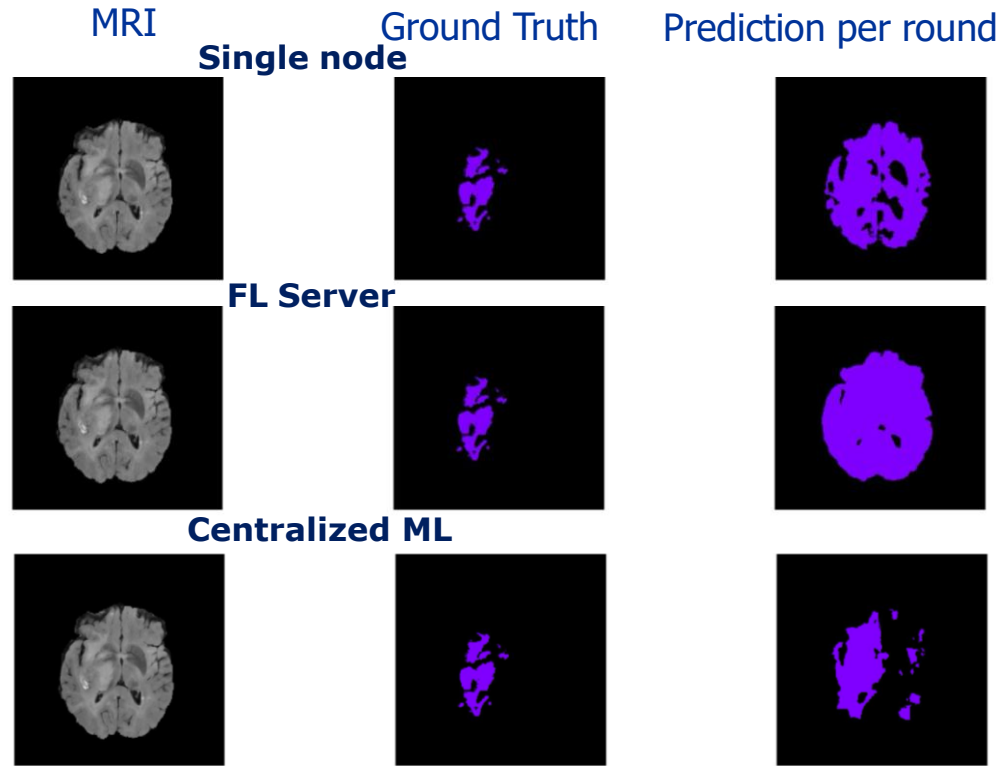 MRI
Ground Truth
Prediction per round
Single node
FL Server
Centralized ML